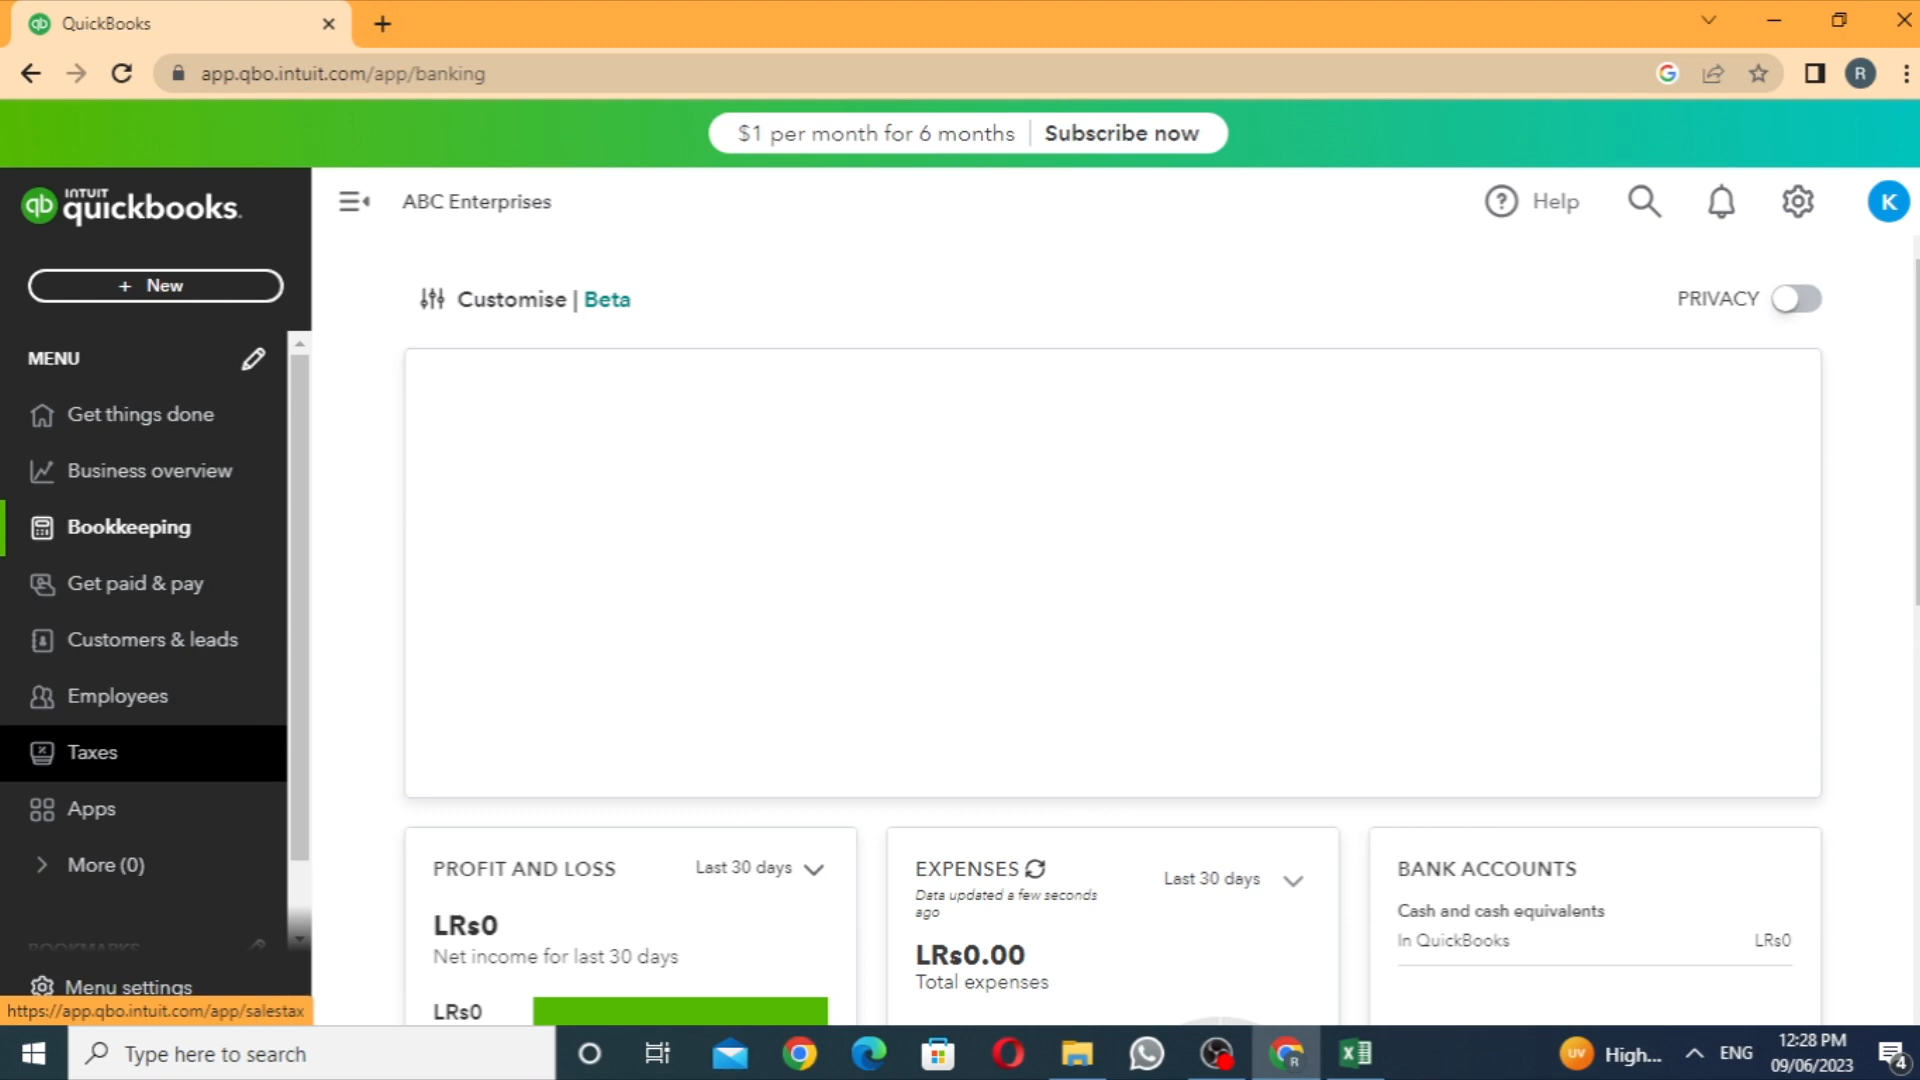 QuickBooks
app.qbo.intuit.com/app/banking
R
$1 per month for 6 months | Subscribe now
qb INTUIT quickbooks.
ABC Enterprises
? Help
K
+ New
Customise | Beta
PRIVACY
MENU
Get things done
Business overview
Bookkeeping
Get paid & pay
Customers & leads
Employees
Taxes
Apps
More (0)
BOOKMARKS
Menu settings
https://app.qbo.intuit.com/app/salestax
PROFIT AND LOSS
Last 30 days
LRs0
Net income for last 30 days
LRs0
EXPENSES
Data updated a few seconds
ago
Last 30 days
LRs0.00
Total expenses
BANK ACCOUNTS
Cash and cash equivalents
In QuickBooks LRs0
Type here to search
UV High...
ENG
12:28 PM
09/06/2023
4